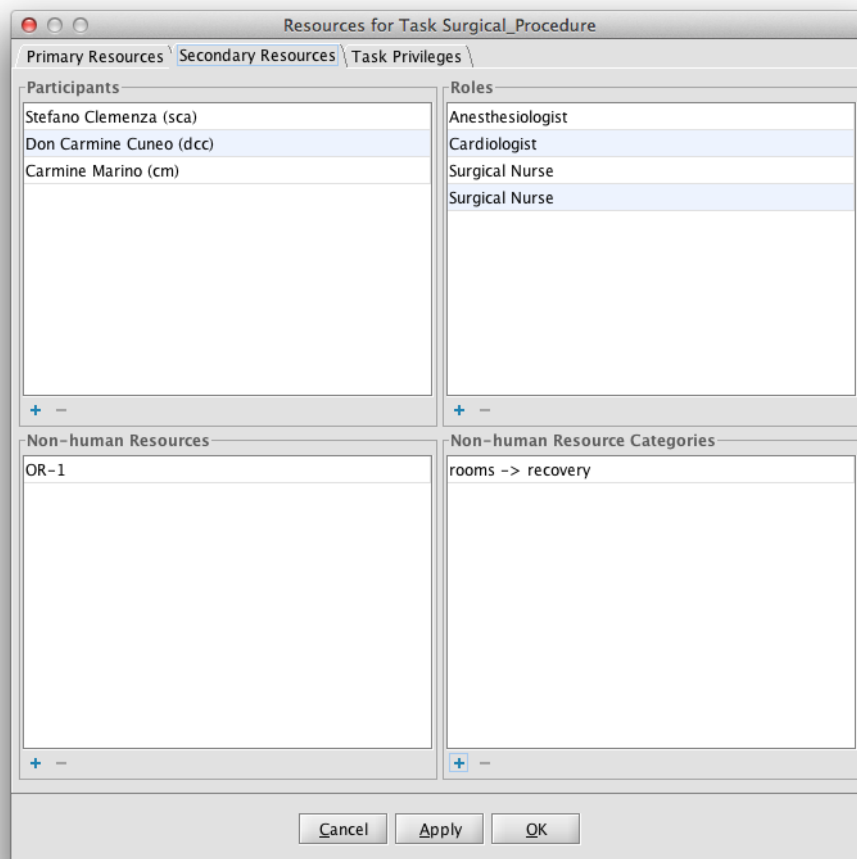 Resources for Task Surgical_Procedure
Primary Resources
Secondary Resources
Task Privileges
Participants
Stefano Clemenza (sca)
Don Carmine Cuneo (dcc)
Carmine Marino (cm)
+ −
Roles
Anesthesiologist
Cardiologist
Surgical Nurse
Surgical Nurse
+ −
Non-human Resources
OR-1
+ −
Non-human Resource Categories
rooms -> recovery
+ −
Cancel
Apply
OK